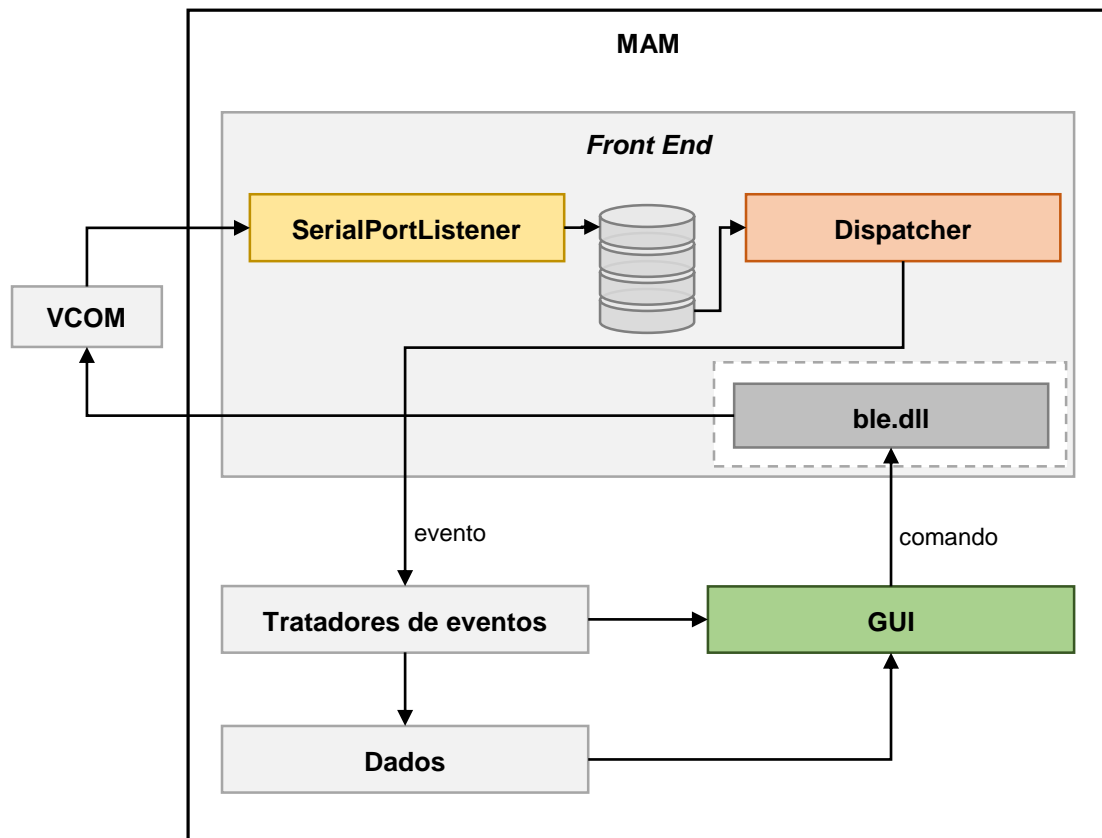 MAM
Front End
SerialPortListener
Dispatcher
VCOM
ble.dll
evento
comando
Tratadores de eventos
GUI
Dados